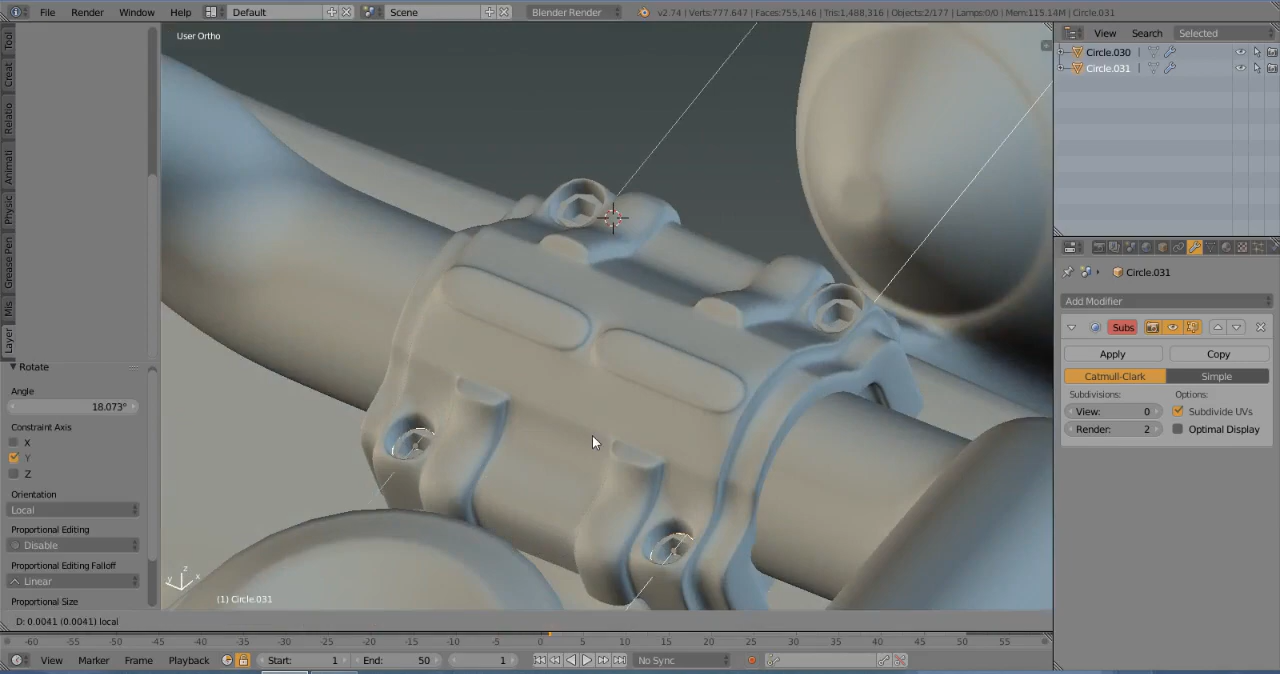 File Render Window Help Default Scene Blender Render v2.74 | Verts:777,647 | Faces:755,146 | Tris:1,488,316 | Objects:2/177 | Lamps:0/0 | Mem:115.14M | Circle.031
User Ortho
View Search Selected
Circle.030
Circle.031
Tool
Creat
Relatio
Animati
Physic
Grease Pen
Mis
Layer
Circle.031
Add Modifier
Subs
Apply Copy
Catmull-Clark Simple
Subdivisions: Options:
View: 0 Subdivide UVs
Render: 2 Optimal Display
Rotate
Angle
18.073°
Constraint Axis
X
Y
Z
Orientation
Local
Proportional Editing
Disable
Proportional Editing Falloff
Linear
Proportional Size
z
y x
(1) Circle.031
D: 0.0041 (0.0041) local
-60 -55 -50 -45 -40 -35 -30 -25 -20 -15 -10 -5 0 5 10 15 20 25 30 35 40 45 50 55 60 65 70 75 80 85
View Marker Frame Playback Start: 1 End: 50 1 No Sync